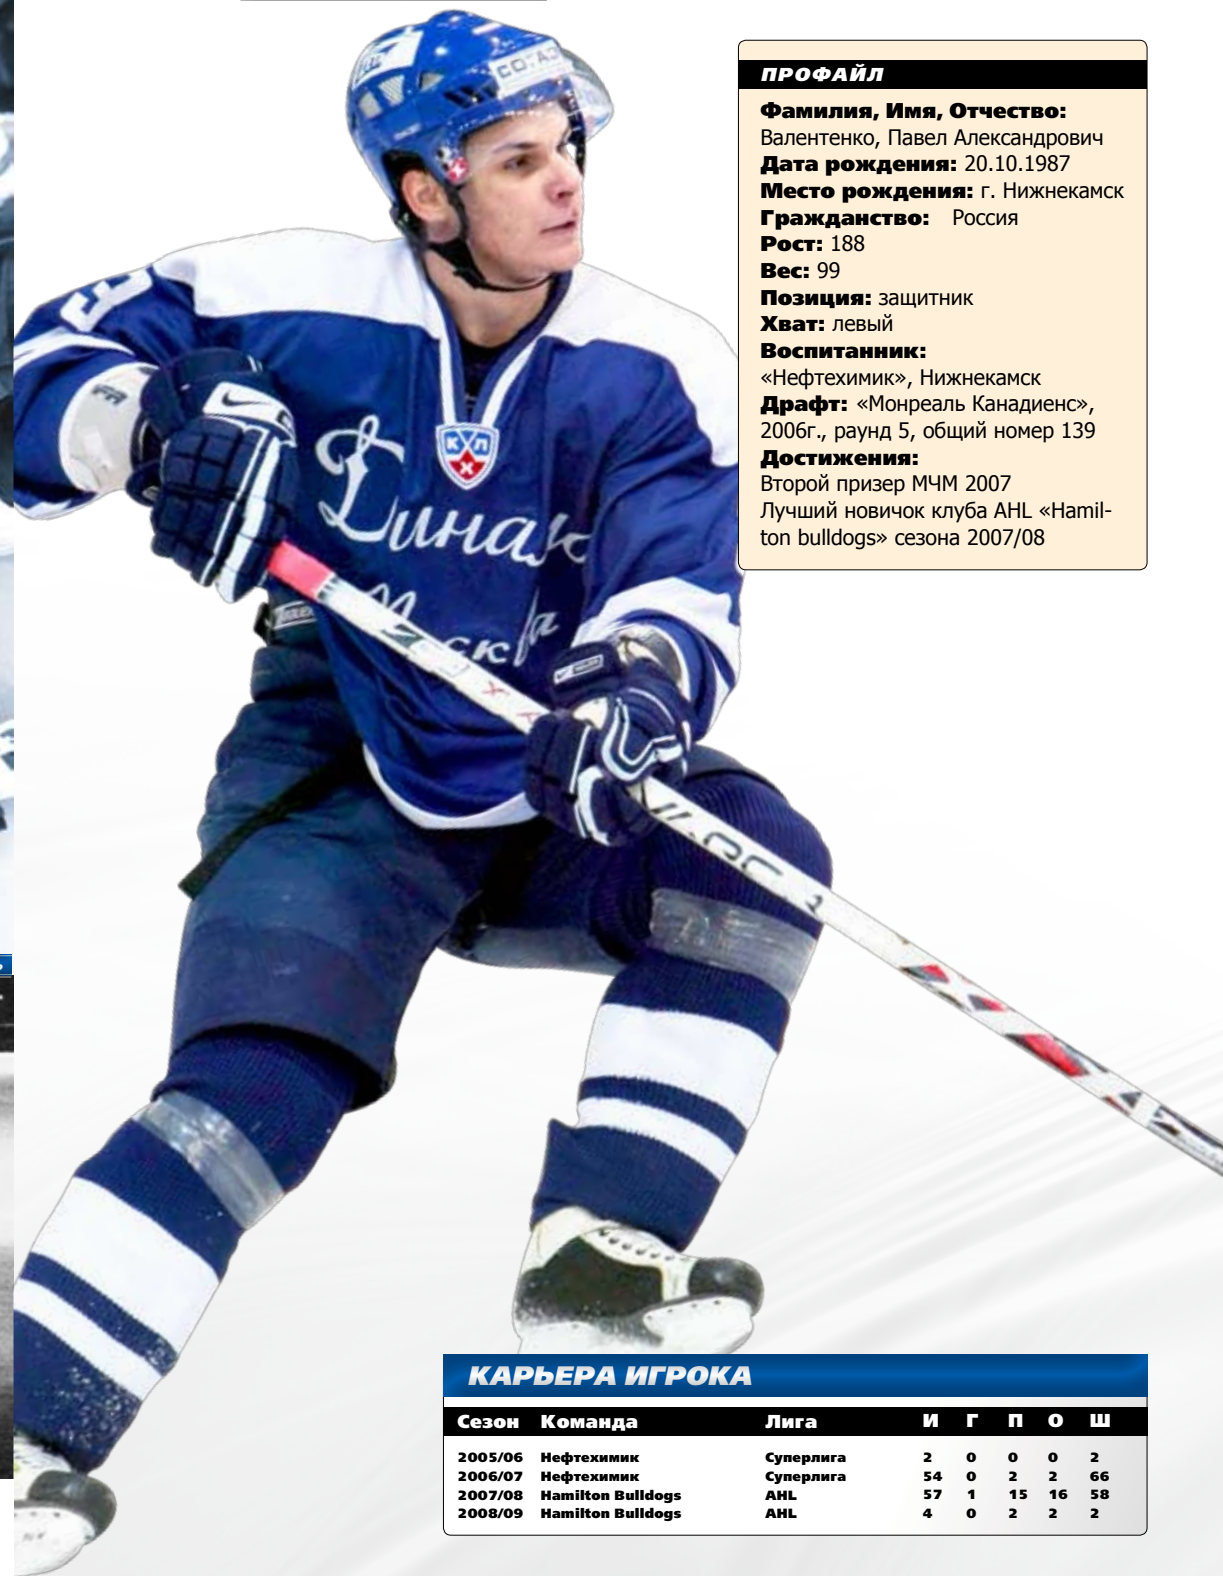 СОГАЗ
ПРОФАЙЛ
Фамилия, Имя, Отчество:
Валентенко, Павел Александрович
Дата рождения: 20.10.1987
Место рождения: г. Нижнекамск
Гражданство: Россия
Рост: 188
Вес: 99
Позиция: защитник
Хват: левый
Воспитанник:
«Нефтехимик», Нижнекамск
Драфт: «Монреаль Канадиенс»,
2006г., раунд 5, общий номер 139
Достижения:
Второй призер МЧМ 2007
Лучший новичок клуба AHL «Hamil-
ton bulldogs» сезона 2007/08
3
КХЛ
Динамо
Москва
КАРЬЕРА ИГРОКА
Сезон Команда Лига И Г П О Ш
2005/06 Нефтехимик Суперлига 2 0 0 0 2
2006/07 Нефтехимик Суперлига 54 0 2 2 66
2007/08 Hamilton Bulldogs AHL 57 1 15 16 58
2008/09 Hamilton Bulldogs AHL 4 0 2 2 2